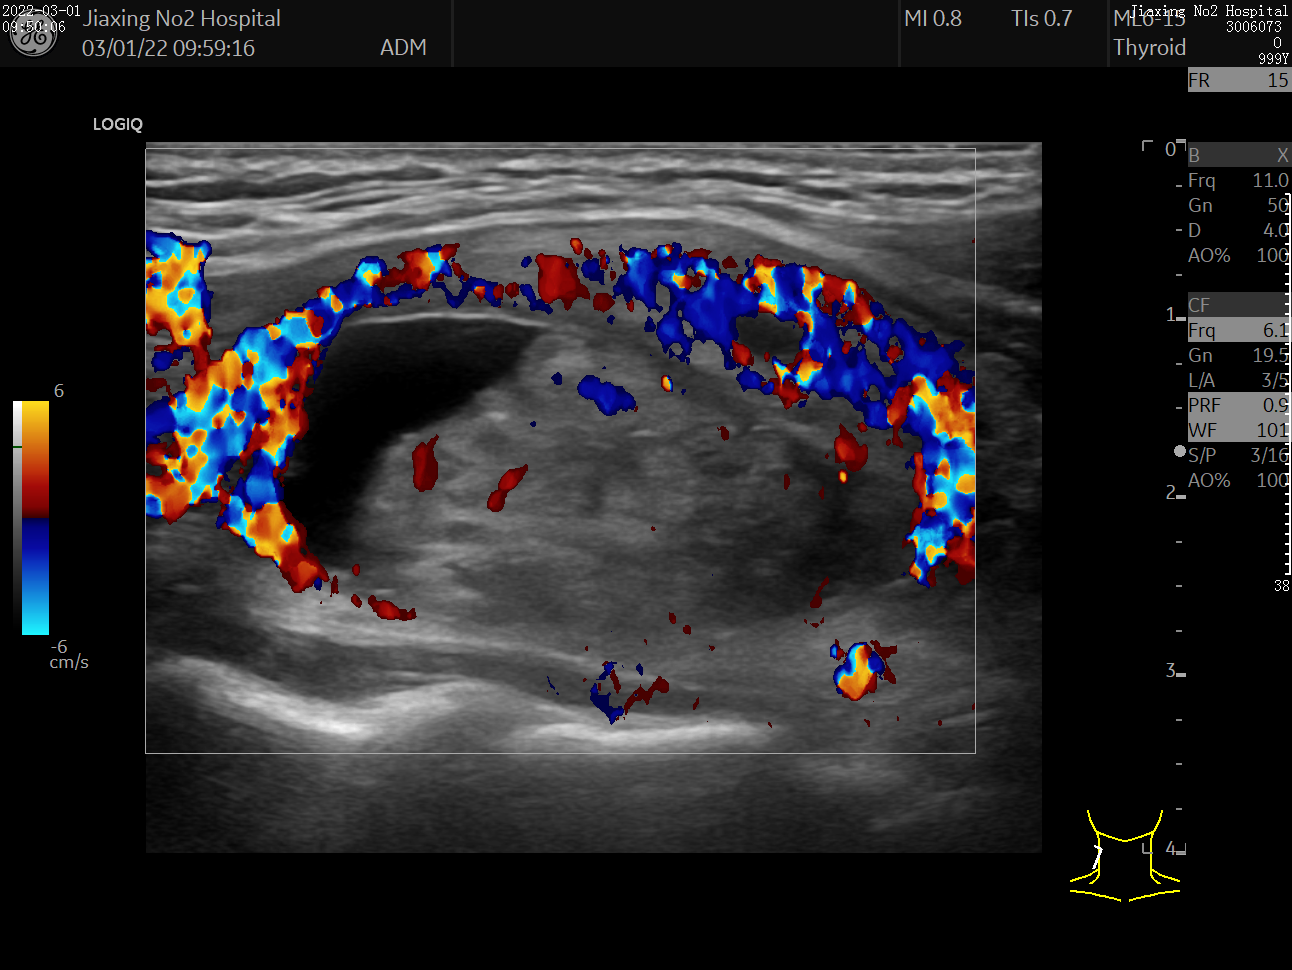 2022-03-01
09:50:06
Jiaxing No2 Hospital
03/01/22 09:59:16
ADM
MI 0.8
TIs 0.7
Thyroid
Jiaxing No2 Hospital
3006073
0
999Y
FR 15
LOGIQ
B X
Frq 11.0
Gn 50
D 4.0
AO% 100
CF
Frq 6.1
Gn 19.5
L/A 3/5
PRF 0.9
WF 101
S/P 3/16
AO% 100
0
1
2
3
4
38
6
-6
cm/s